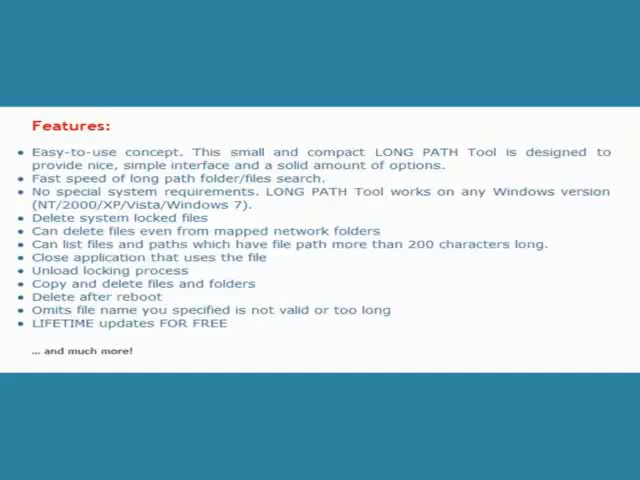 Features:
• Easy-to-use concept. This small and compact LONG PATH Tool is designed to
provide nice, simple interface and a solid amount of options.
• Fast speed of long path folder/files search.
• No special system requirements. LONG PATH Tool works on any Windows version
(NT/2000/XP/Vista/Windows 7).
• Delete system locked files
• Can delete files even from mapped network folders
• Can list files and paths which have file path more than 200 characters long.
• Close application that uses the file
• Unload locking process
• Copy and delete files and folders
• Delete after reboot
• Omits file name you specified is not valid or too long
• LIFETIME updates FOR FREE
... and much more!